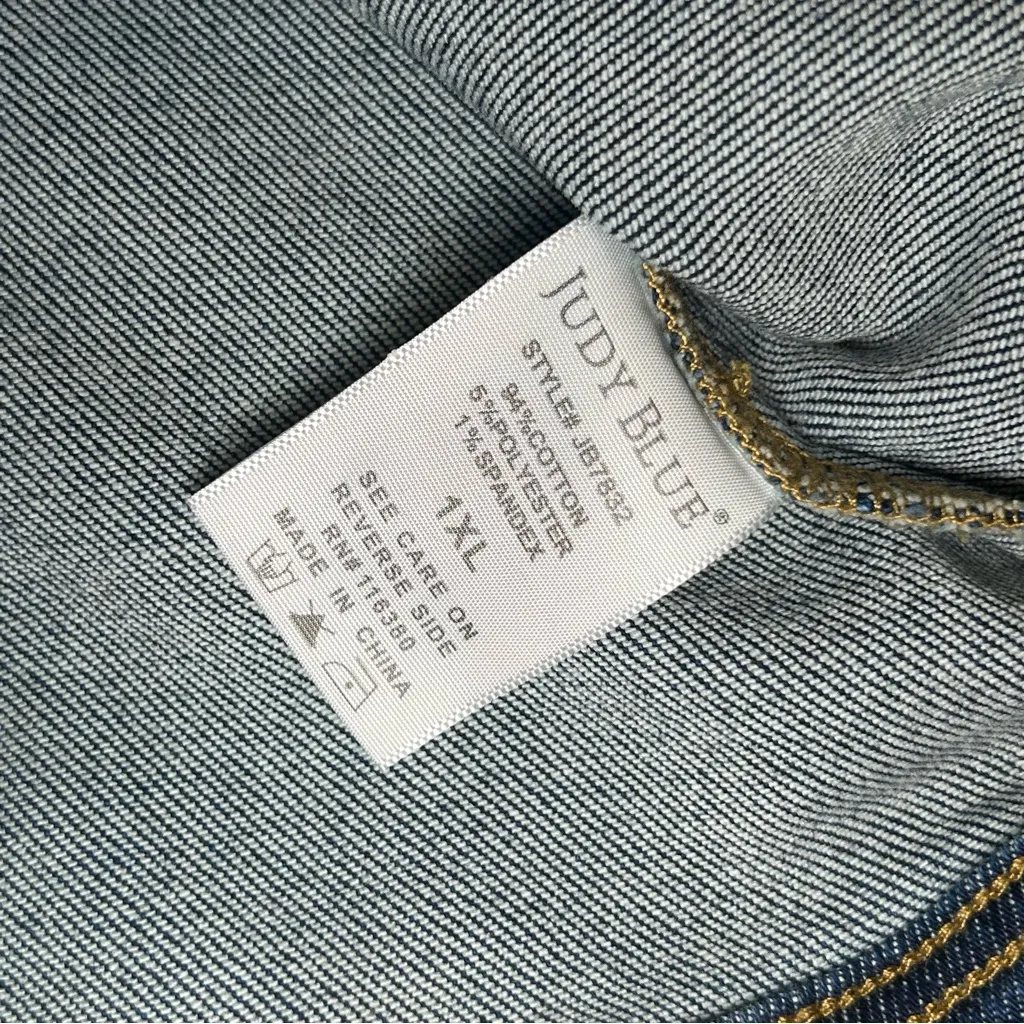 JUDY BLUE®
STYLE# JB7632
94%COTTON
5%POLYESTER
1%SPANDEX
1XL
SEE CARE ON
REVERSE SIDE
RN# 116380
MADE IN CHINA